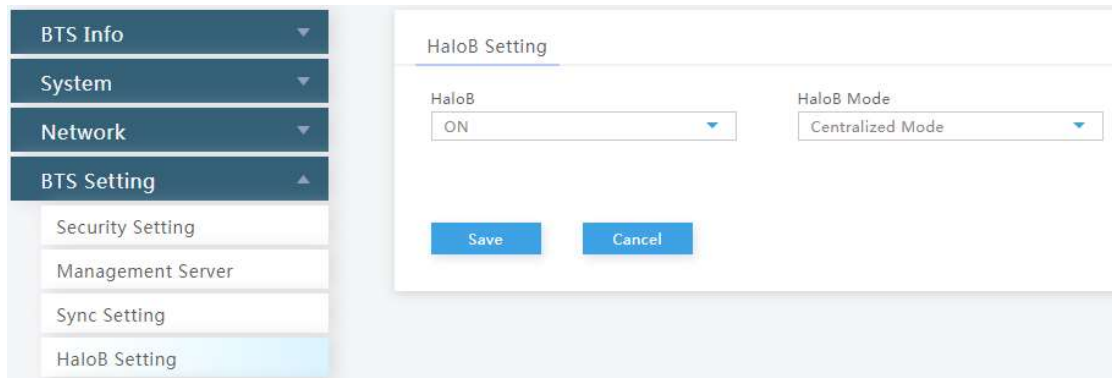 BTS Info
System
Network
BTS Setting
Security Setting
Management Server
Sync Setting
HaloB Setting
HaloB Setting
HaloB
HaloB Mode
ON
Centralized Mode
Save
Cancel